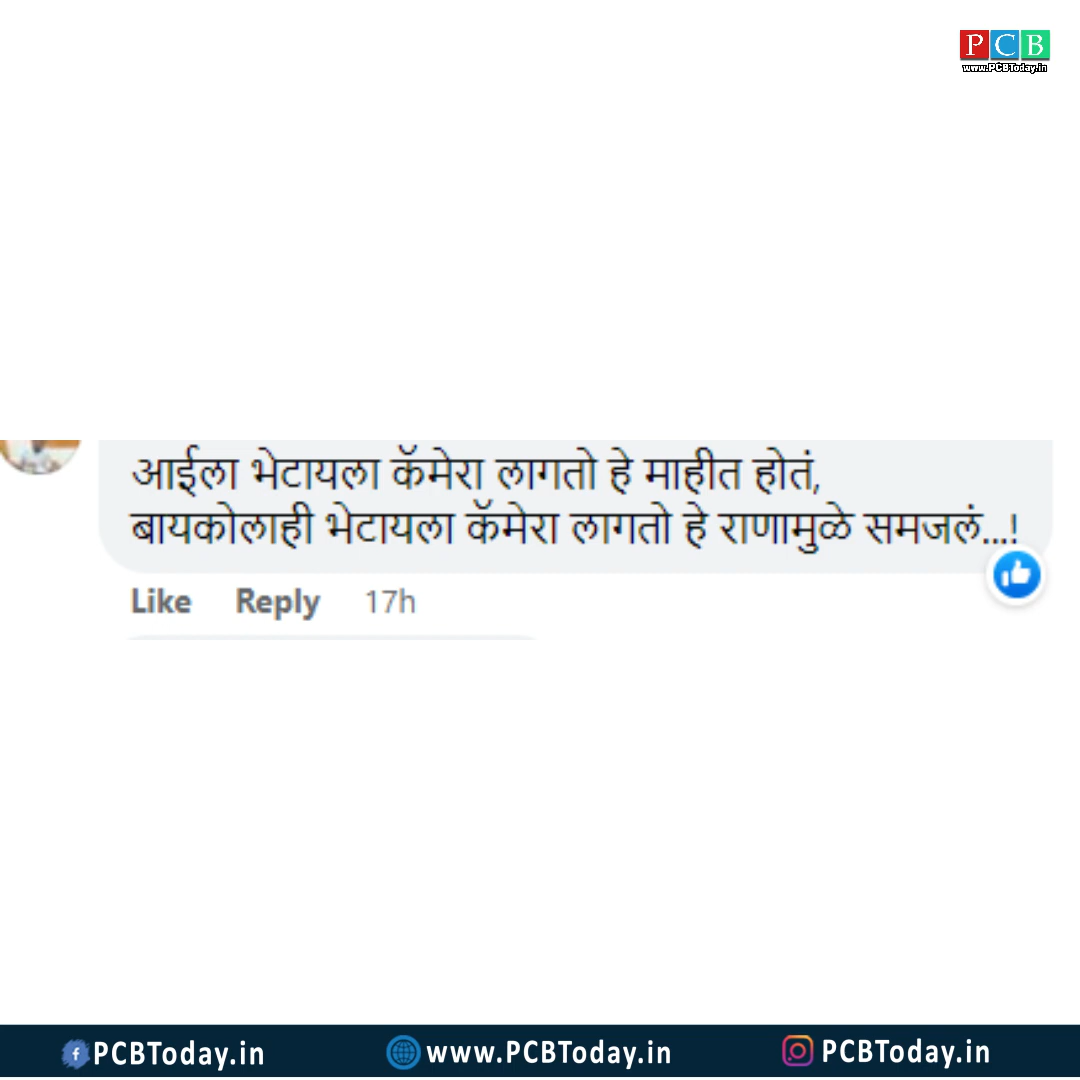 PCB
www.PCBToday.in
आईला भेटायला कॅमेरा लागतो हे माहीत होतं,
बायकोलाही भेटायला कॅमेरा लागतो हे राणामुळे समजलं...!
Like Reply 17h
PCBToday.in www.PCBToday.in PCBToday.in